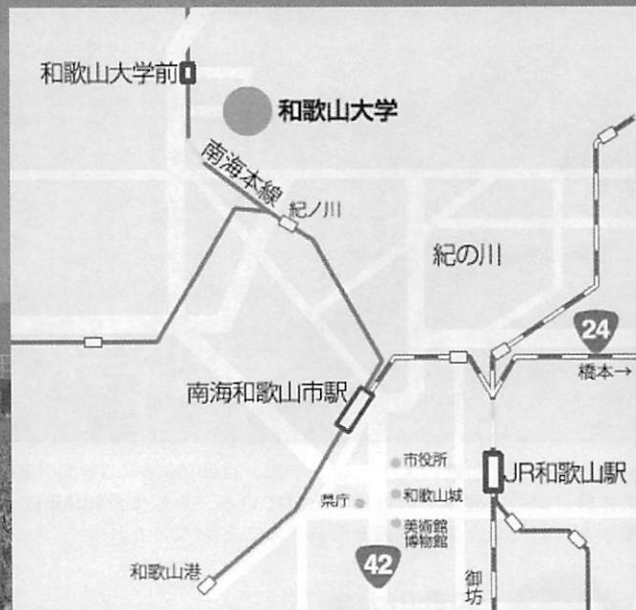 和歌山大学前
和歌山大学
南海本線
紀ノ川
紀の川
24
橋本→
南海和歌山市駅
市役所
JR和歌山駅
和歌山城
県庁
美術館
博物館
42
和歌山港
御坊